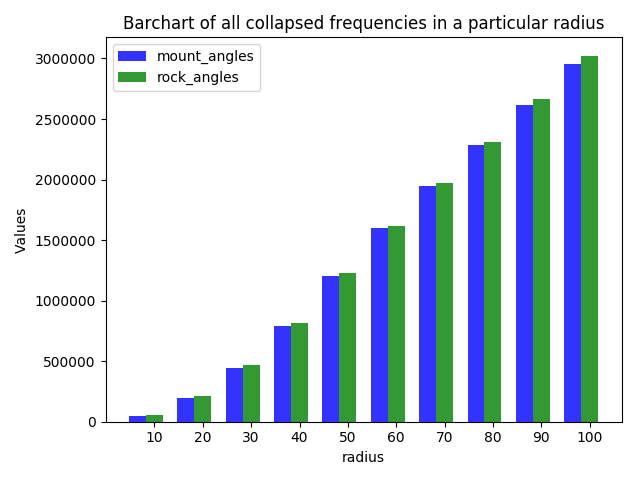 Barchart of all collapsed frequencies in a particular radius
mount_angles
rock_angles
Values
3000000
2500000
2000000
1500000
1000000
500000
0
10 20 30 40 50 60 70 80 90 100
radius